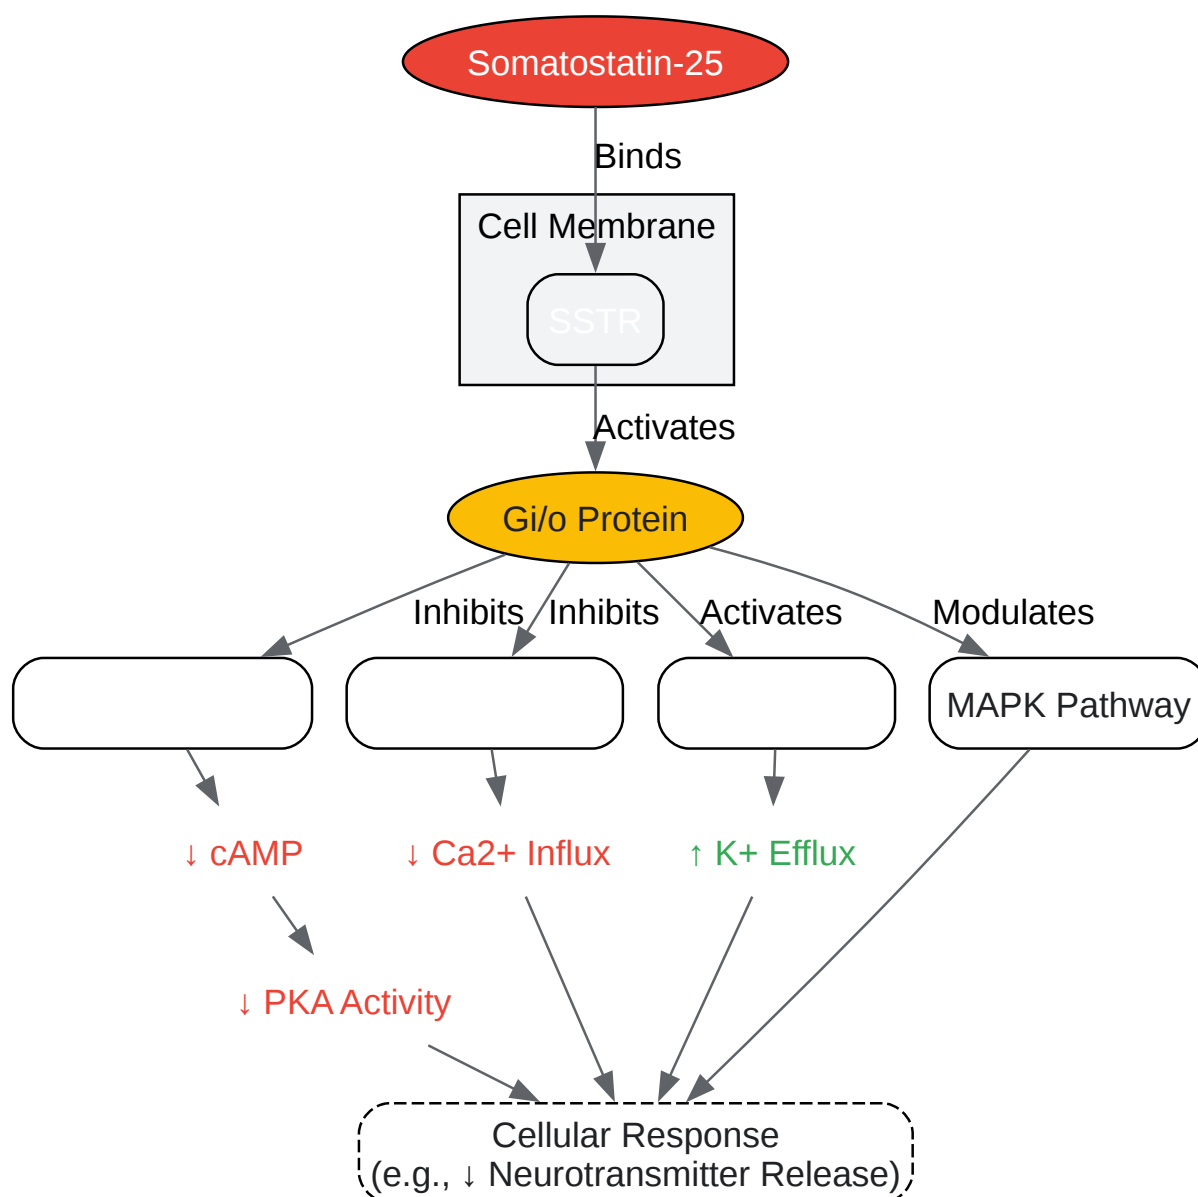 Somatostatin-25
Binds
Cell Membrane
SSTR
Activates
Gi/o Protein
Inhibits
Inhibits
Activates
Modulates
MAPK Pathway
↓ cAMP
↓ Ca2+ Influx
↑ K+ Efflux
↓ PKA Activity
Cellular Response
(e.g., ↓ Neurotransmitter Release)